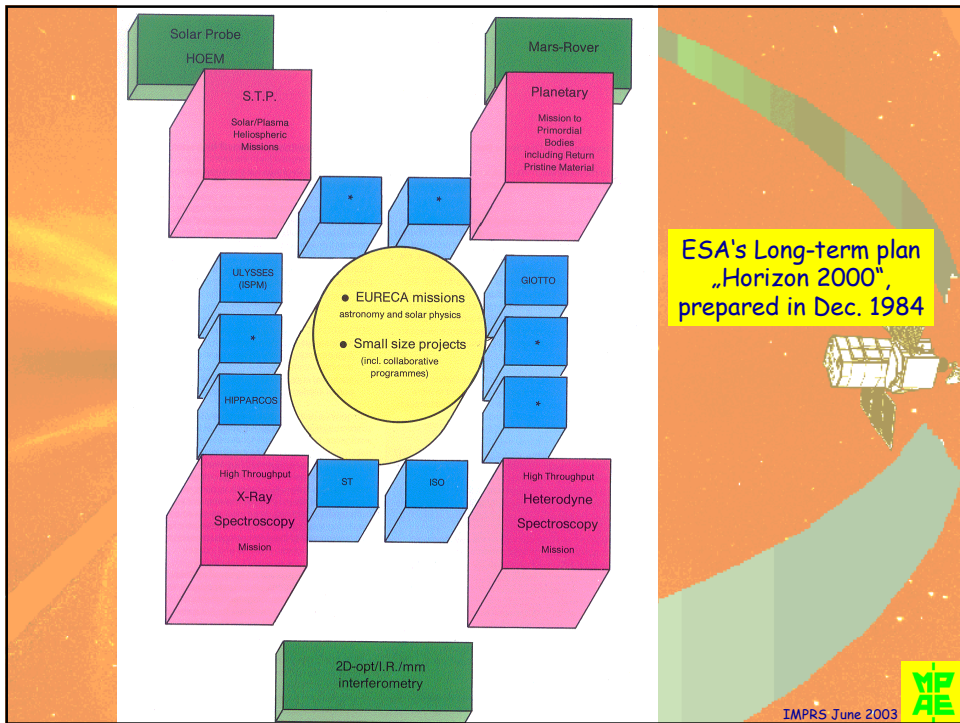 Solar Probe
HOEM
Mars-Rover
S.T.P.
Solar/Plasma
Heliospheric
Missions
Planetary
Mission to
Primordial
Bodies
including Return
Pristine Material
*
*
ULYSSES
(ISPM)
*
HIPPARCOS
● EURECA missions
astronomy and solar physics
● Small size projects
(incl. collaborative
programmes)
GIOTTO
*
*
ESA‘s Long-term plan
„Horizon 2000“,
prepared in Dec. 1984
High Throughput
X-Ray
Spectroscopy
Mission
ST
ISO
High Throughput
Heterodyne
Spectroscopy
Mission
2D-opt/I.R./mm
interferometry
IMPRS June 2003
MPAE